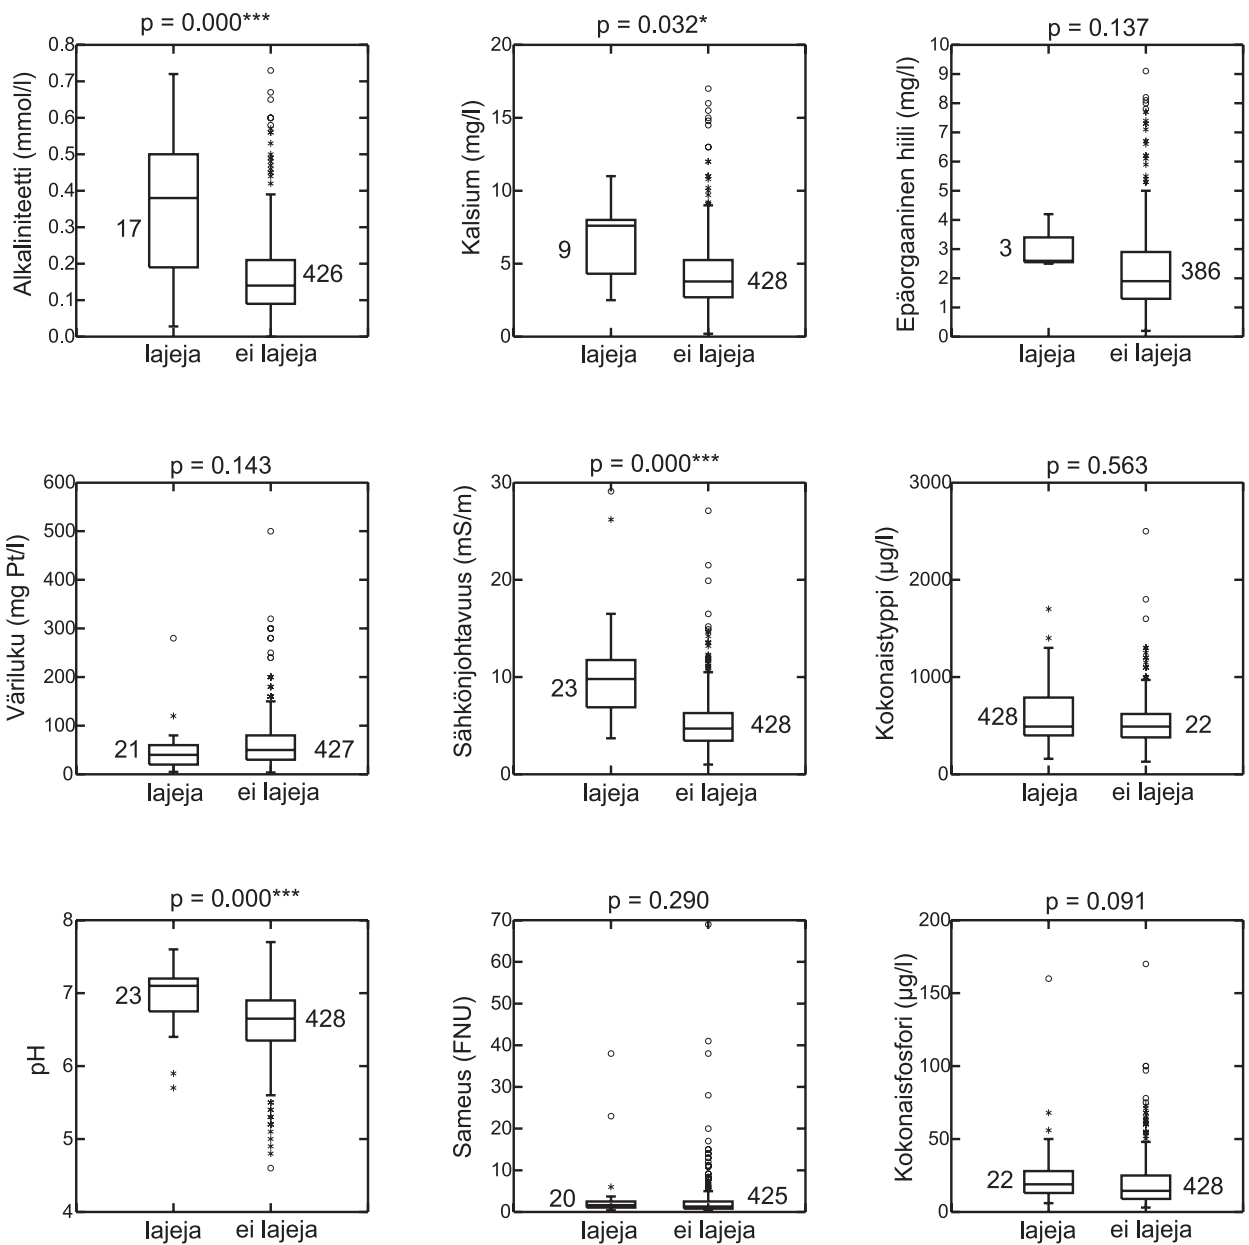 p = 0.000***
Alkaliniteetti (mmol/l)
0.8
0.7
0.6
0.5
0.4
0.3
0.2
0.1
0.0
17
426
lajeja ei lajeja
p = 0.032*
Kalsium (mg/l)
20
15
10
5
0
9
428
lajeja ei lajeja
p = 0.137
Epäorgaaninen hiili (mg/l)
10
9
8
7
6
5
4
3
2
1
0
3
386
lajeja ei lajeja
p = 0.143
Väriluku (mg Pt/l)
600
500
400
300
200
100
0
21
427
lajeja ei lajeja
p = 0.000***
Sähkönjohtavuus (mS/m)
30
20
10
0
23
428
lajeja ei lajeja
p = 0.563
Kokonaistyppi (µg/l)
3000
2000
1000
0
428
22
lajeja ei lajeja
p = 0.000***
pH
8
7
6
5
4
23
428
lajeja ei lajeja
p = 0.290
Sameus (FNU)
70
60
50
40
30
20
10
0
20
425
lajeja ei lajeja
p = 0.091
Kokonaisfosfori (µg/l)
200
150
100
50
0
22
428
lajeja ei lajeja